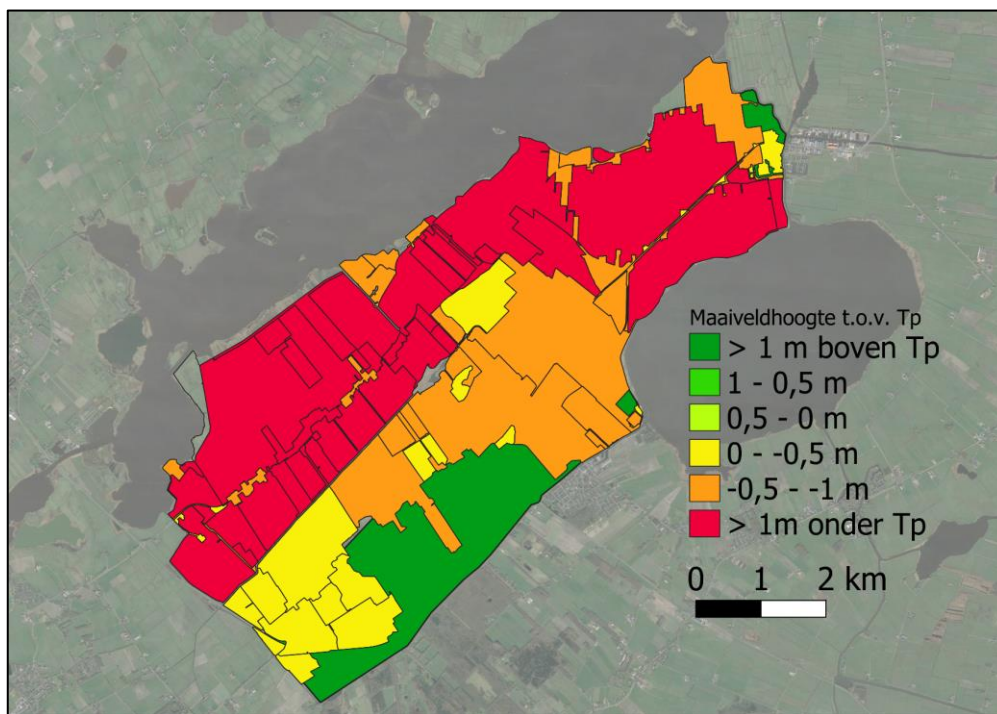 Maaiveldhoogte t.o.v. Tp
> 1 m boven Tp
1 - 0,5 m
0,5 - 0 m
0 - -0,5 m
-0,5 - -1 m
> 1m onder Tp
0 1 2 km